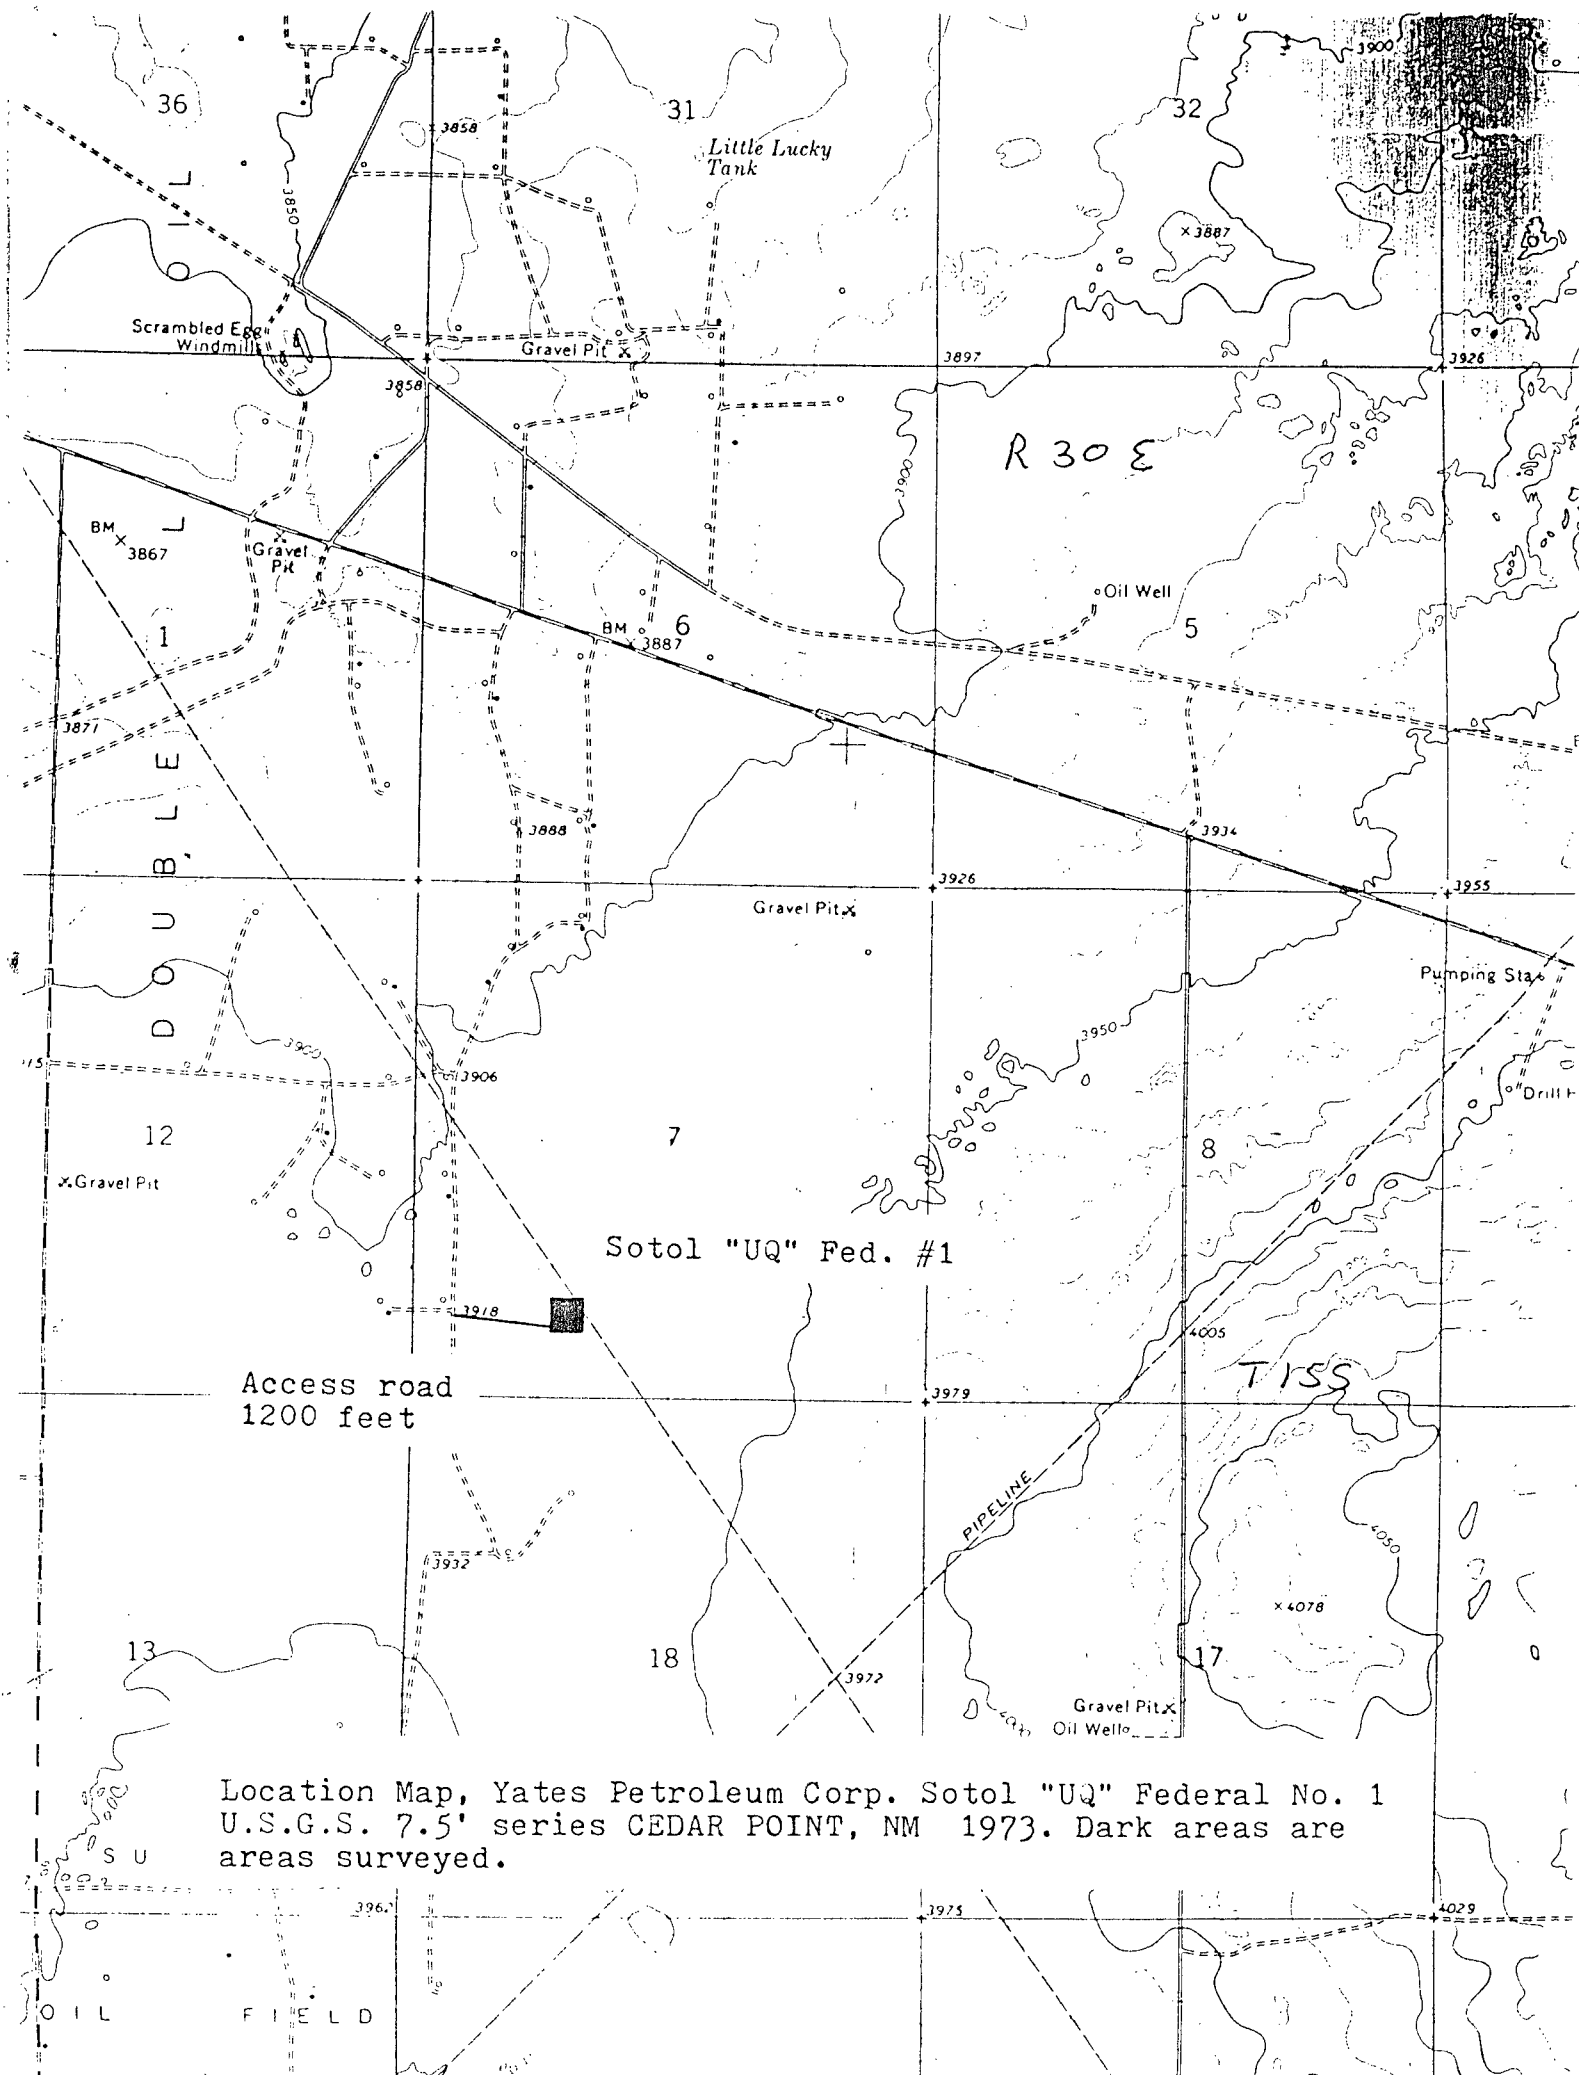 3900
36
31
32
3858
Little Lucky
Tank
3850
× 3887
O I L
Scrambled Egg
Windmill
Gravel Pit
3897
3926
3858
R 30 E
3900
BM
3867
L
Gravel
Pit
Oil Well
1
BM
3887
6
5
3871
D O U B L E
3888
3934
3926
3955
Gravel Pit
Pumping Sta
3950
3900
3906
Drill H
12
7
8
Gravel Pit
Sotol "UQ" Fed. #1
3918
4005
Access road
1200 feet
3979
T15S
PIPELINE
4050
3932
× 4078
13
18
17
3972
Gravel Pit
Oil Well
Location Map, Yates Petroleum Corp. Sotol "UQ" Federal No. 1
U.S.G.S. 7.5' series CEDAR POINT, NM 1973. Dark areas are
areas surveyed.
S U
3975
4029
O I L F I E L D